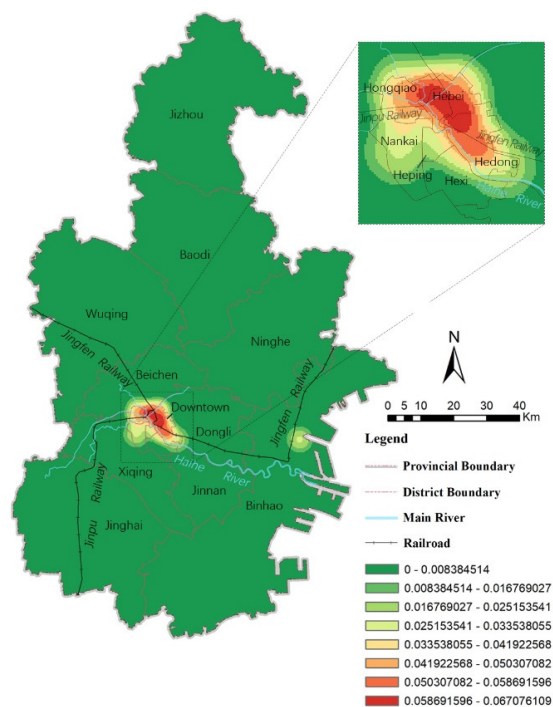 Jizhou
Baodi
Wuqing
Ninghe
Jingfen Railway
Beichen
Downtown
Dongli
Jingfen Railway
Xiqing
Haihe River
Jinnan
Binhao
Jinpu Railway
Jinghai
Hongqiao
Hebei
Jinpu Railway
Jingfen Railway
Nankai
Hedong
Heping
Hexi
Haihe River
N
0 5 10 20 30 40
Km
Legend
Provincial Boundary
District Boundary
Main River
Railroad
0 - 0.008384514
0.008384514 - 0.016769027
0.016769027 - 0.025153541
0.025153541 - 0.033538055
0.033538055 - 0.041922568
0.041922568 - 0.050307082
0.050307082 - 0.058691596
0.058691596 - 0.067076109